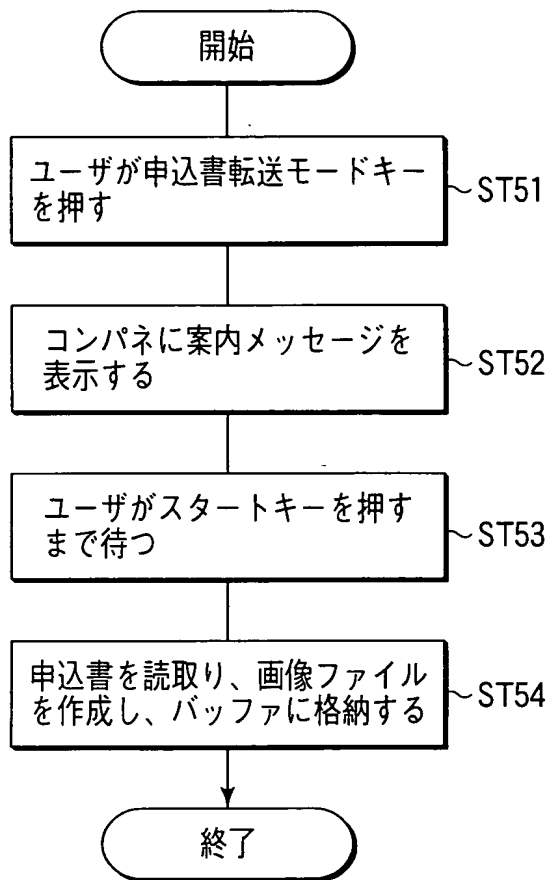 開始
ユーザが申込書転送モードキー
を押す
ST51
コンパネに案内メッセージを
表示する
ST52
ユーザがスタートキーを押す
まで待つ
ST53
申込書を読取り、画像ファイル
を作成し、バッファに格納する
ST54
終了